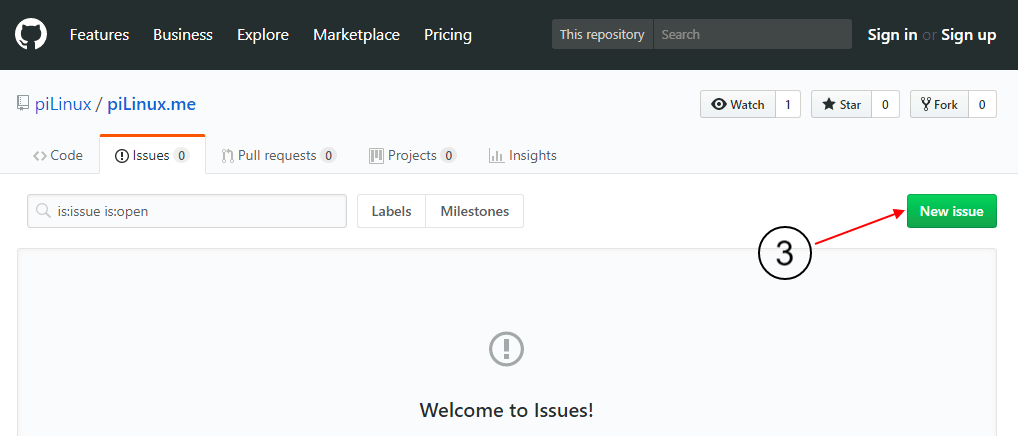 Features Business Explore Marketplace Pricing This repository Search Sign in or Sign up
piLinux / piLinux.me Watch 1 Star 0 Fork 0
Code Issues 0 Pull requests 0 Projects 0 Insights
is:issue is:open Labels Milestones New issue
3
Welcome to Issues!